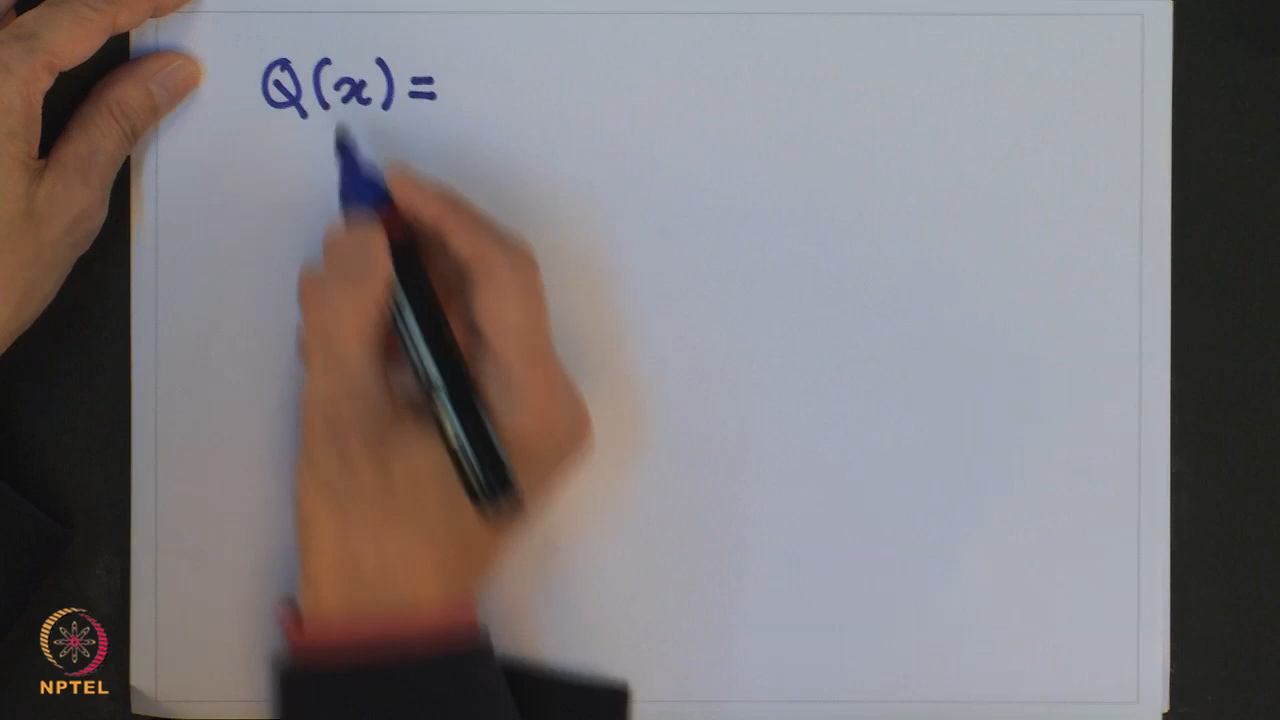 Q(x) =
NPTEL